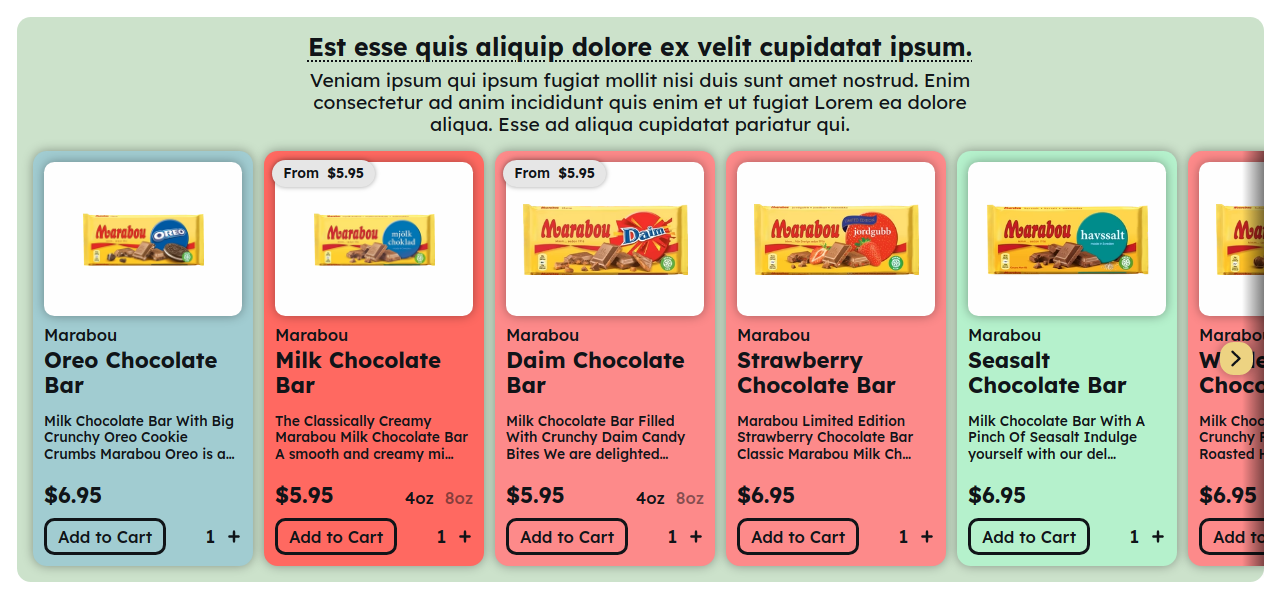 Est esse quis aliquip dolore ex velit cupidatat ipsum.
Veniam ipsum qui ipsum fugiat mollit nisi duis sunt amet nostrud. Enim
consectetur ad anim incididunt quis enim et ut fugiat Lorem ea dolore
aliqua. Esse ad aliqua cupidatat pariatur qui.
Marabou
OREO
Marabou
Oreo Chocolate
Bar
Milk Chocolate Bar With Big
Crunchy Oreo Cookie
Crumbs Marabou Oreo is a...
$6.95
Add to Cart
1 +
From $5.95
Marabou
mjölk
choklad
Marabou
Milk Chocolate
Bar
The Classically Creamy
Marabou Milk Chocolate Bar
A smooth and creamy mi...
$5.95
4oz 8oz
Add to Cart
1 +
From $5.95
Marabou
Daim
Marabou
Daim Chocolate
Bar
Milk Chocolate Bar Filled
With Crunchy Daim Candy
Bites We are delighted...
$5.95
4oz 8oz
Add to Cart
1 +
Marabou
jordgubb
Marabou
Strawberry
Chocolate Bar
Marabou Limited Edition
Strawberry Chocolate Bar
Classic Marabou Milk Ch...
$6.95
Add to Cart
1 +
Marabou
havssalt
Marabou
Seasalt
Chocolate Bar
Milk Chocolate Bar With A
Pinch Of Seasalt Indulge
yourself with our del...
$6.95
Add to Cart
1 +
Marabou
Milk
Crunchy
Roasted
$6.95
Add to